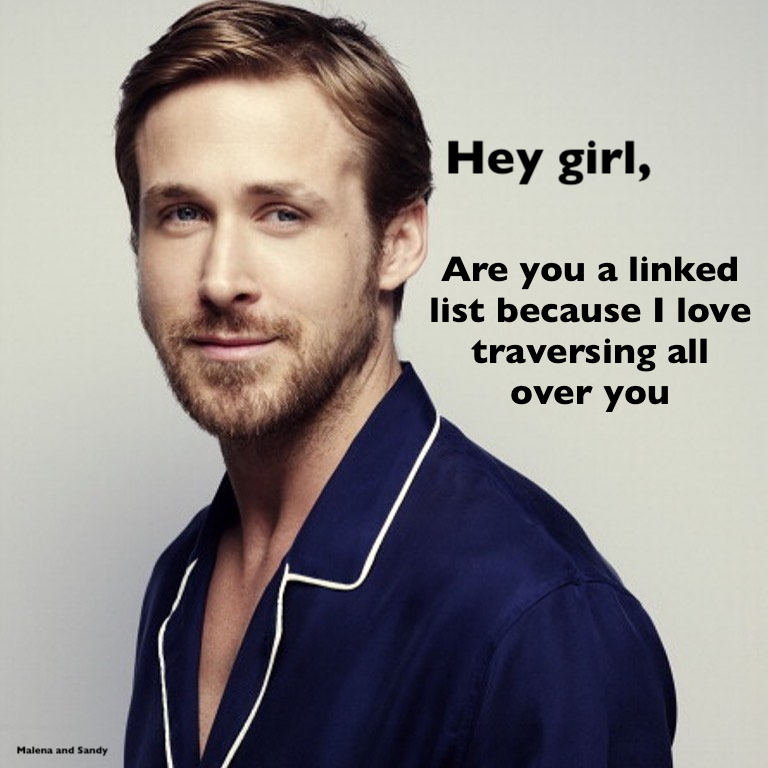 Hey girl,
Are you a linked
list because I love
traversing all
over you
Malena and Sandy